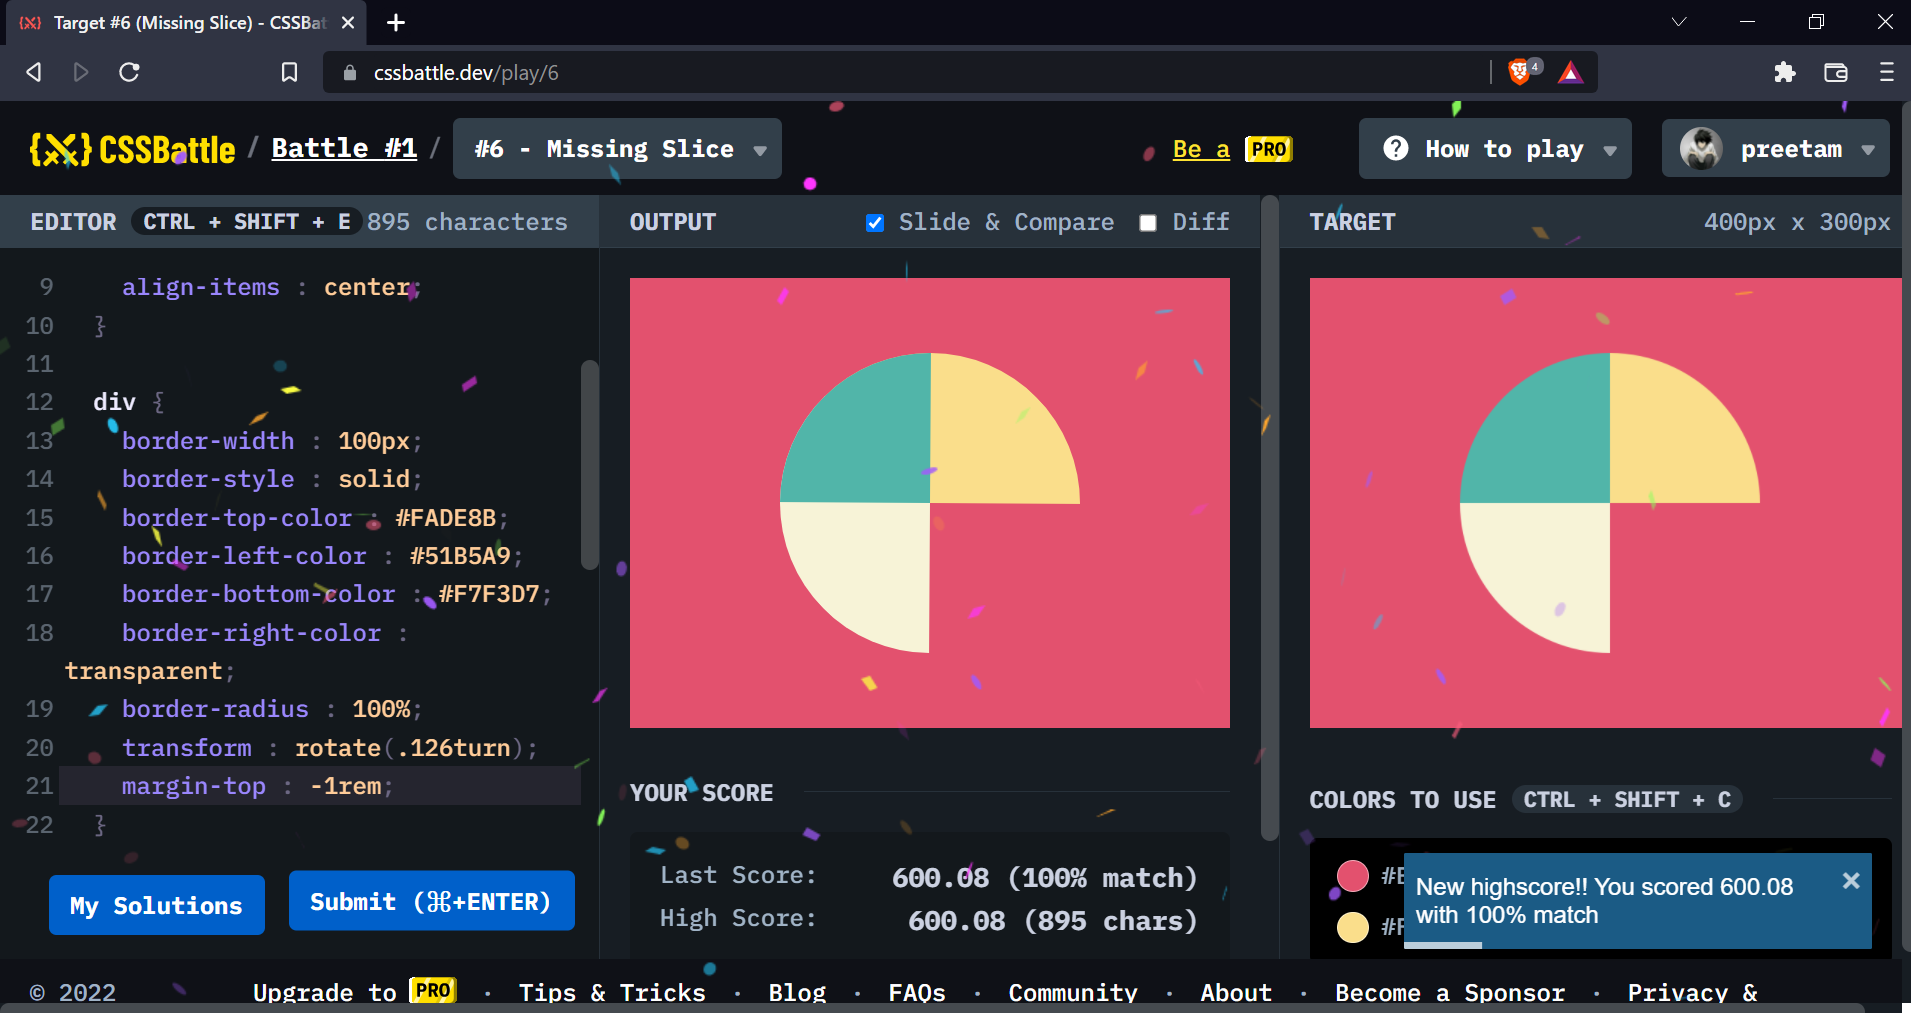 Target #6 (Missing Slice) - CSSBat
cssbattle.dev/play/6
4
{X} CSSBattle / Battle #1 / #6 - Missing Slice
Be a PRO
How to play
preetam
EDITOR CTRL + SHIFT + E 895 characters
OUTPUT Slide & Compare Diff
TARGET 400px x 300px
9 align-items : center;
10 }
11
12 div {
13 border-width : 100px;
14 border-style : solid;
15 border-top-color : #FADE8B;
16 border-left-color : #51B5A9;
17 border-bottom-color : #F7F3D7;
18 border-right-color :
transparent;
19 border-radius : 100%;
20 transform : rotate(.126turn);
21 margin-top : -1rem;
22 }
My Solutions
Submit (⌘+ENTER)
YOUR SCORE
Last Score: 600.08 (100% match)
High Score: 600.08 (895 chars)
COLORS TO USE CTRL + SHIFT + C
#E
#F
New highscore!! You scored 600.08
with 100% match
© 2022
Upgrade to PRO · Tips & Tricks · Blog · FAQs · Community · About · Become a Sponsor · Privacy &